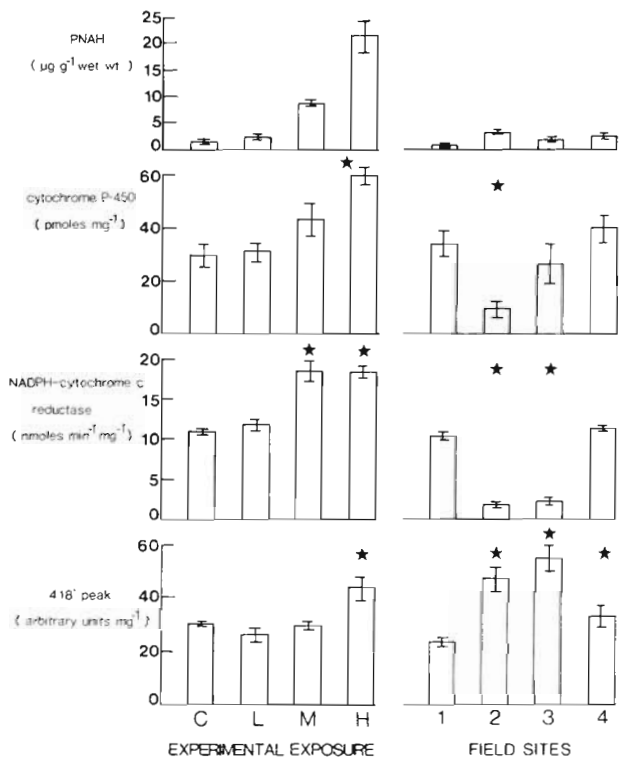 PNAH
( µg g⁻¹ wet wt )
25
20
15
10
5
0
cytochrome P-450
( pmoles mg⁻¹ )
60
40
20
0
★
★
NADPH-cytochrome c
reductase
( nmoles min⁻¹ mg⁻¹ )
20
15
10
5
0
★ ★
★ ★
418' peak
( arbitrary units mg⁻¹ )
60
40
20
0
★
★ ★ ★
C L M H
1 2 3 4
EXPERIMENTAL EXPOSURE
FIELD SITES